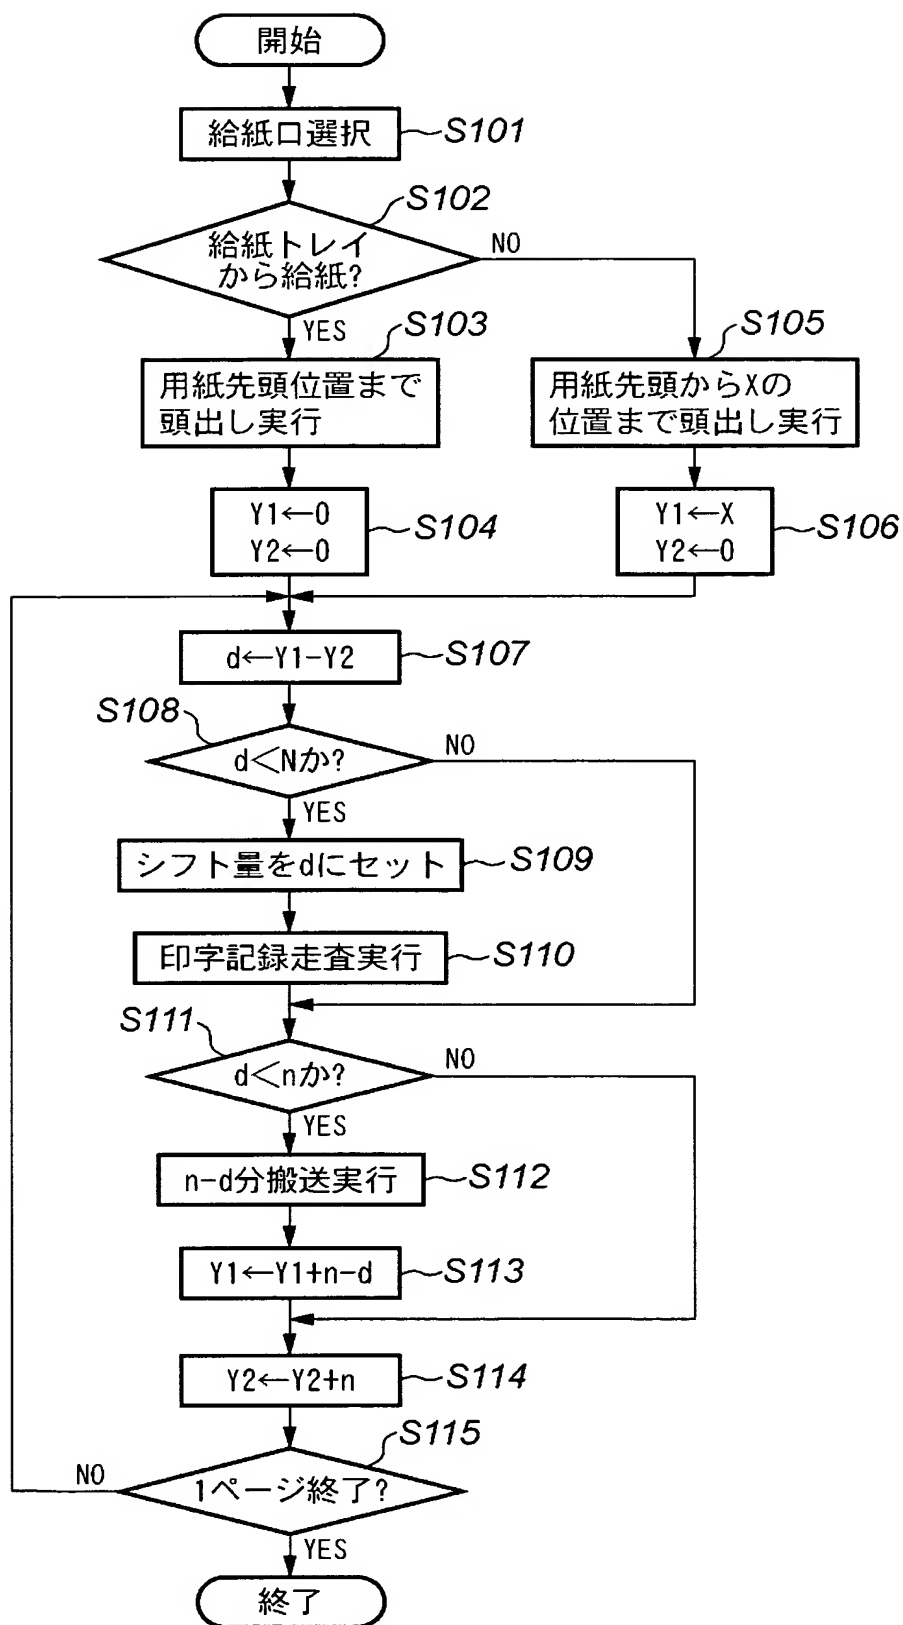 開始
給紙口選択
S101
S102
給紙トレイ
から給紙?
NO
YES
S103
S105
用紙先頭位置まで
頭出し実行
用紙先頭からXの
位置まで頭出し実行
Y1←0
Y2←0
S104
Y1←X
Y2←0
S106
d←Y1−Y2
S107
S108
d<Nか?
NO
YES
シフト量をdにセット
S109
印字記録走査実行
S110
S111
d<nか?
NO
YES
n−d分搬送実行
S112
Y1←Y1+n−d
S113
Y2←Y2+n
S114
S115
1ページ終了?
NO
YES
終了